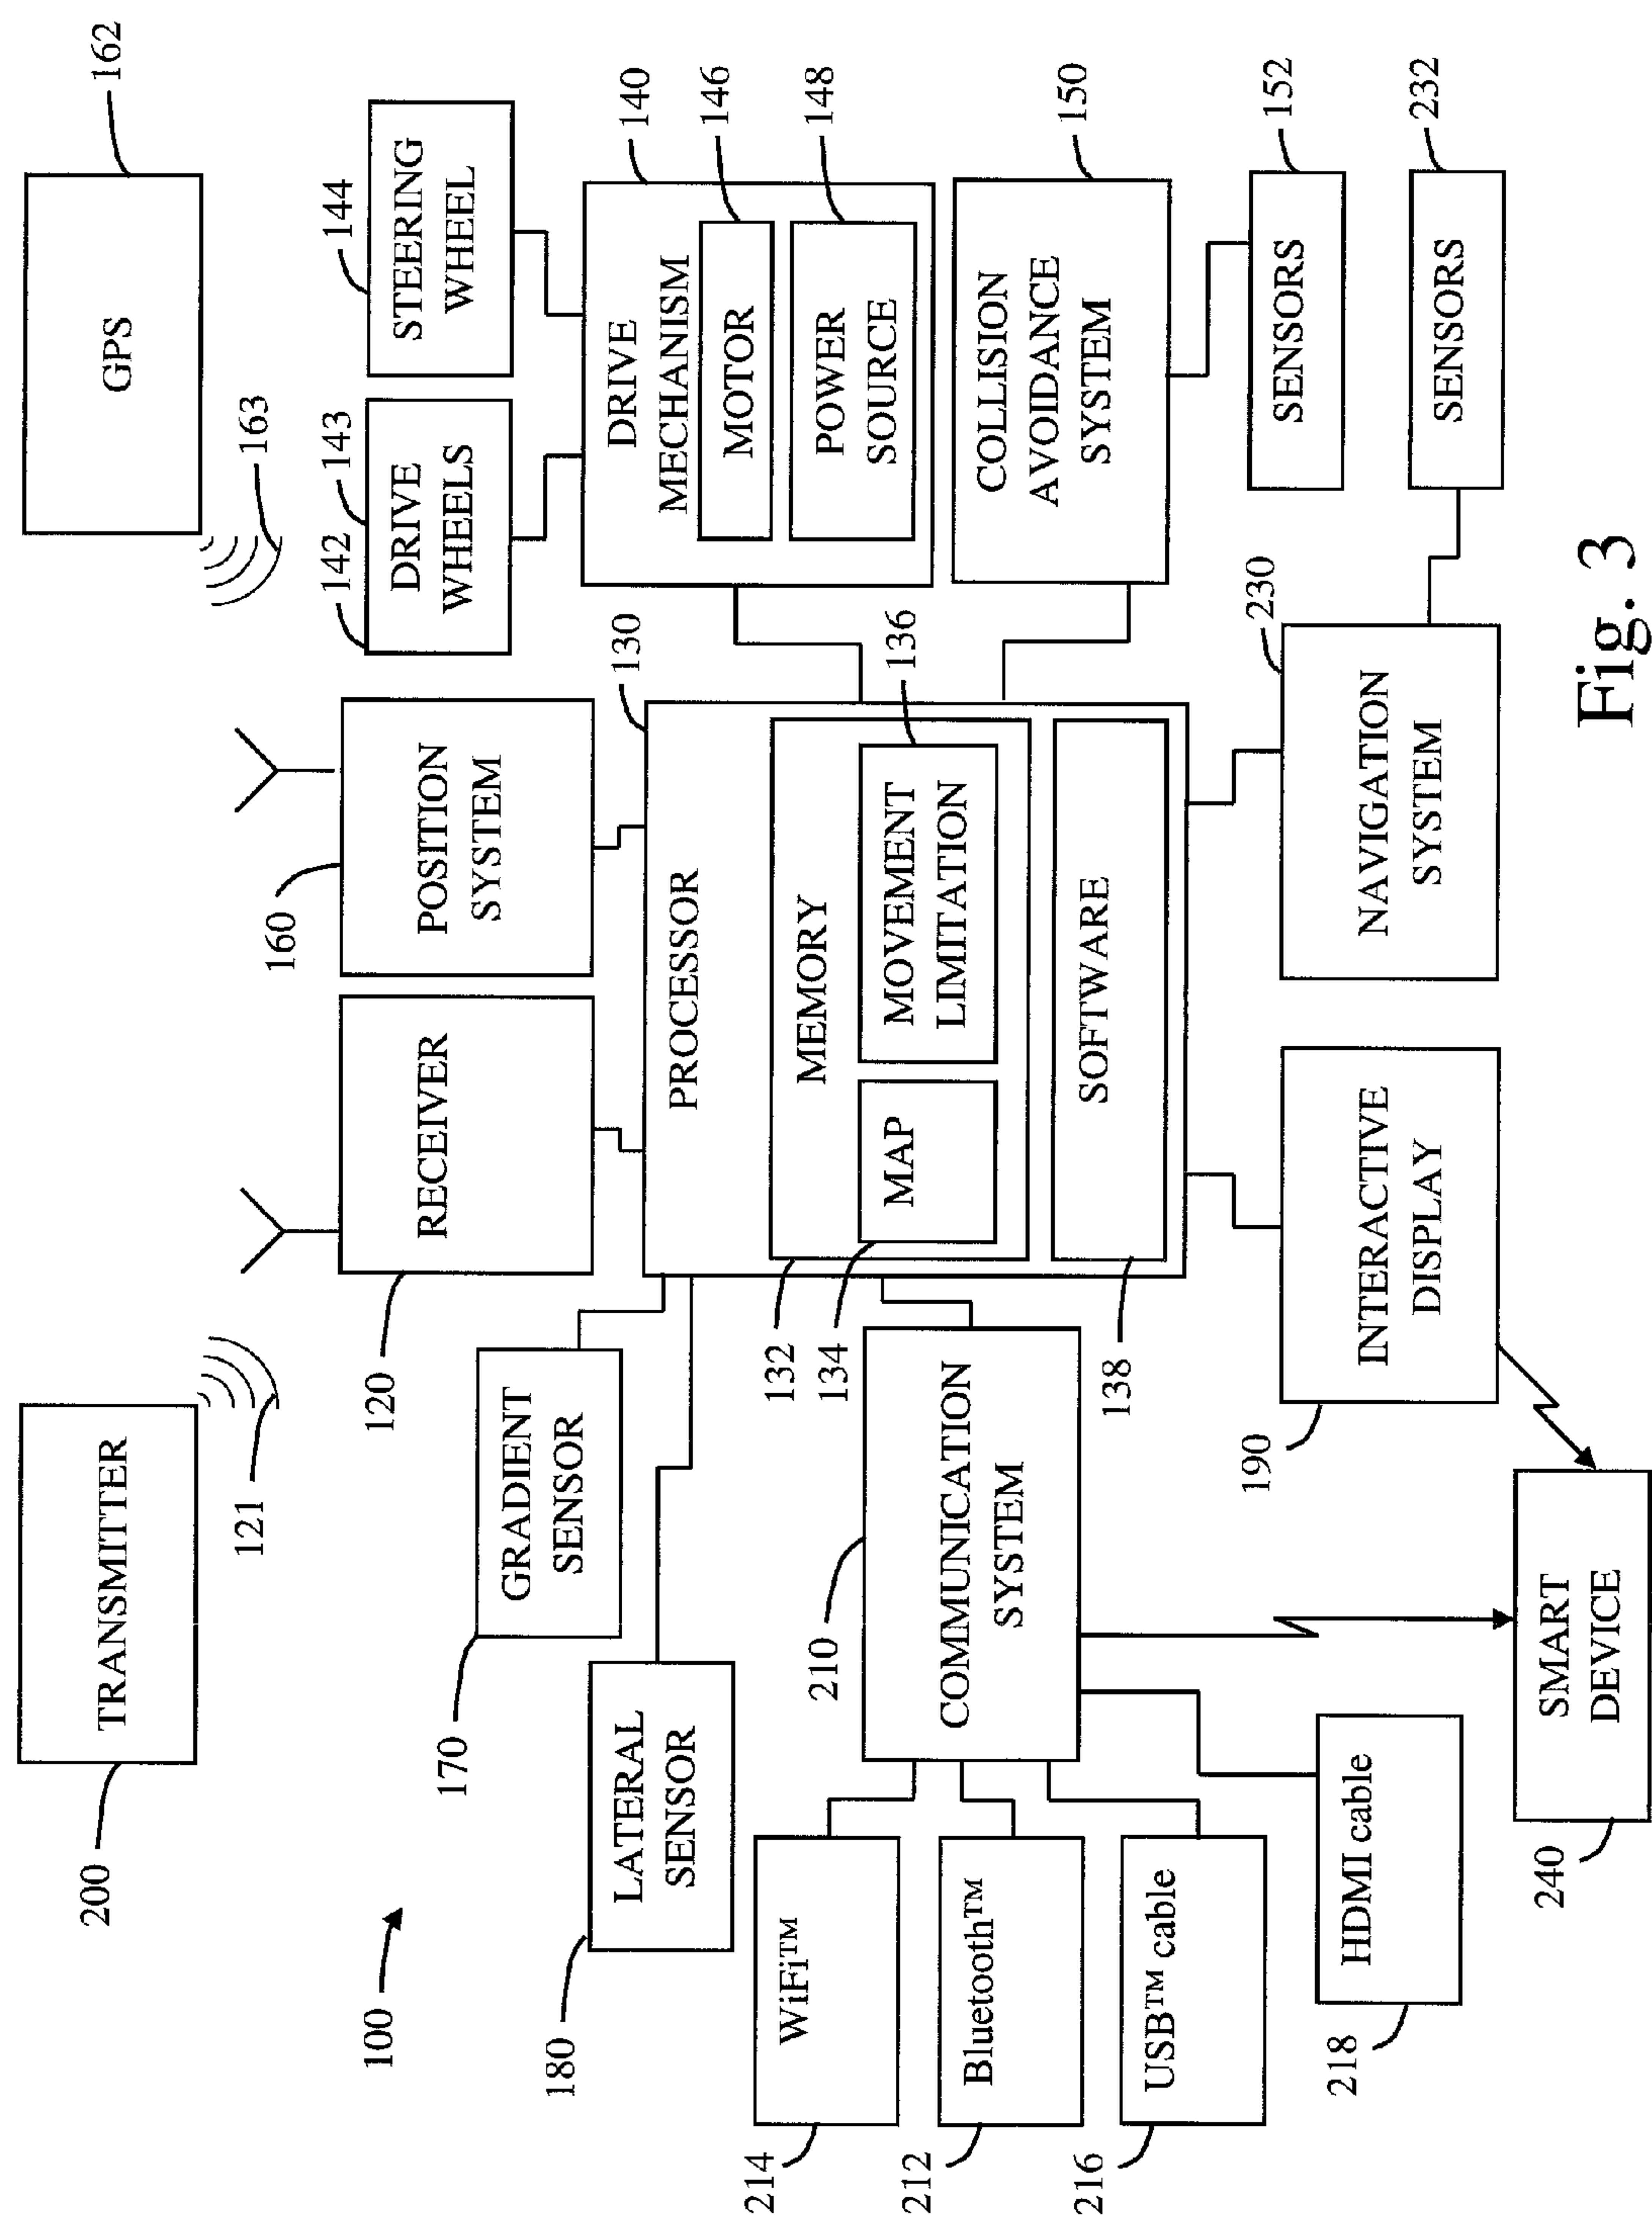 200
TRANSMITTER
121
GPS
162
163
100
120
RECEIVER
160
POSITION
SYSTEM
142
143
DRIVE
WHEELS
144
STEERING
WHEEL
170
GRADIENT
SENSOR
180
LATERAL
SENSOR
130
PROCESSOR
132
MEMORY
134
MAP
136
MOVEMENT
LIMITATION
138
SOFTWARE
140
DRIVE
MECHANISM
146
MOTOR
148
POWER
SOURCE
150
COLLISION
AVOIDANCE
SYSTEM
152
SENSORS
210
COMMUNICATION
SYSTEM
214
WiFi™
212
Bluetooth™
216
USB™ cable
218
HDMI cable
190
INTERACTIVE
DISPLAY
230
NAVIGATION
SYSTEM
232
SENSORS
240
SMART
DEVICE
Fig. 3